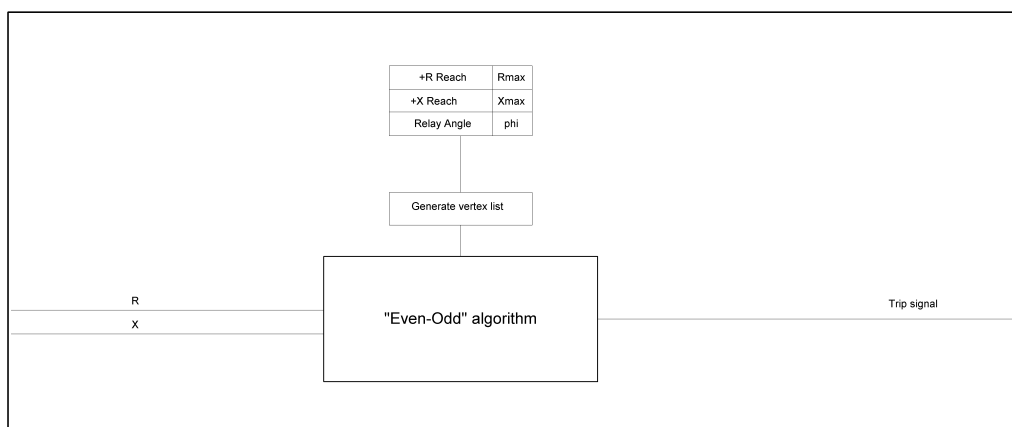 +R Reach Rmax
+X Reach Xmax
Relay Angle phi
Generate vertex list
R
X
"Even-Odd" algorithm
Trip signal